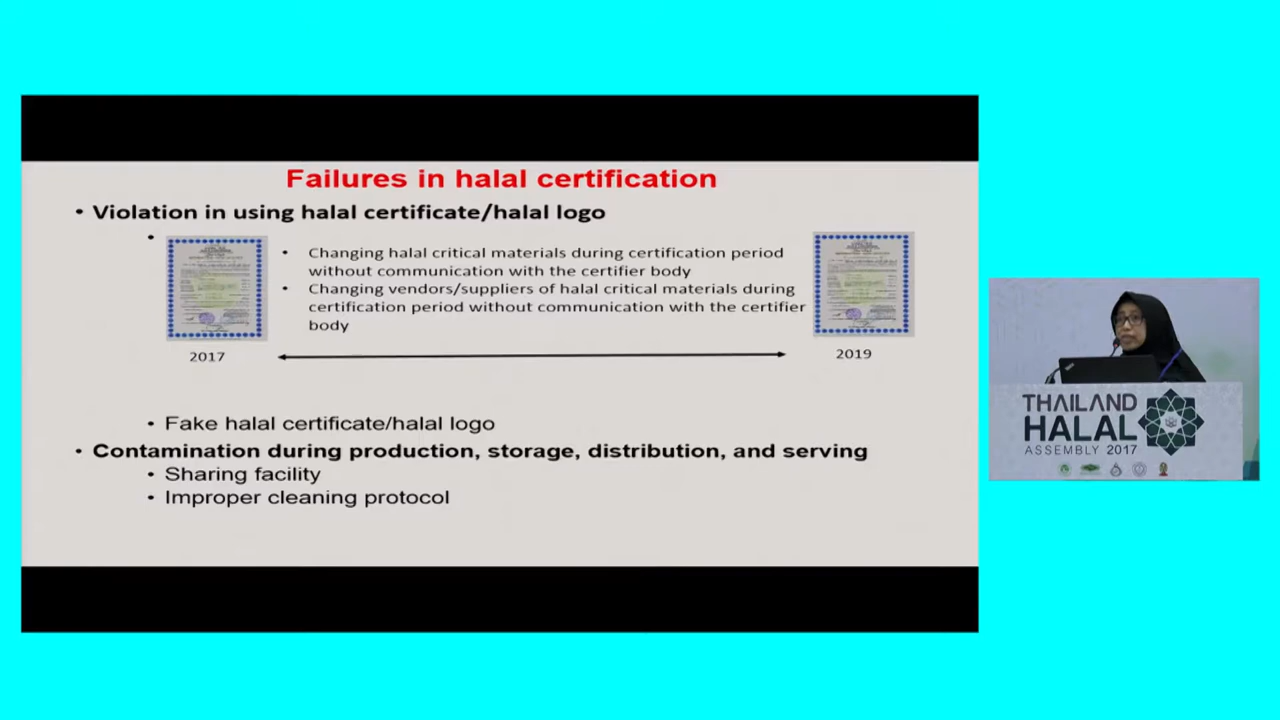 Failures in halal certification
• Violation in using halal certificate/halal logo
•
• Changing halal critical materials during certification period
without communication with the certifier body
• Changing vendors/suppliers of halal critical materials during
certification period without communication with the certifier
body
2017
2019
• Fake halal certificate/halal logo
• Contamination during production, storage, distribution, and serving
• Sharing facility
• Improper cleaning protocol
THAILAND
HALAL
ASSEMBLY 2017